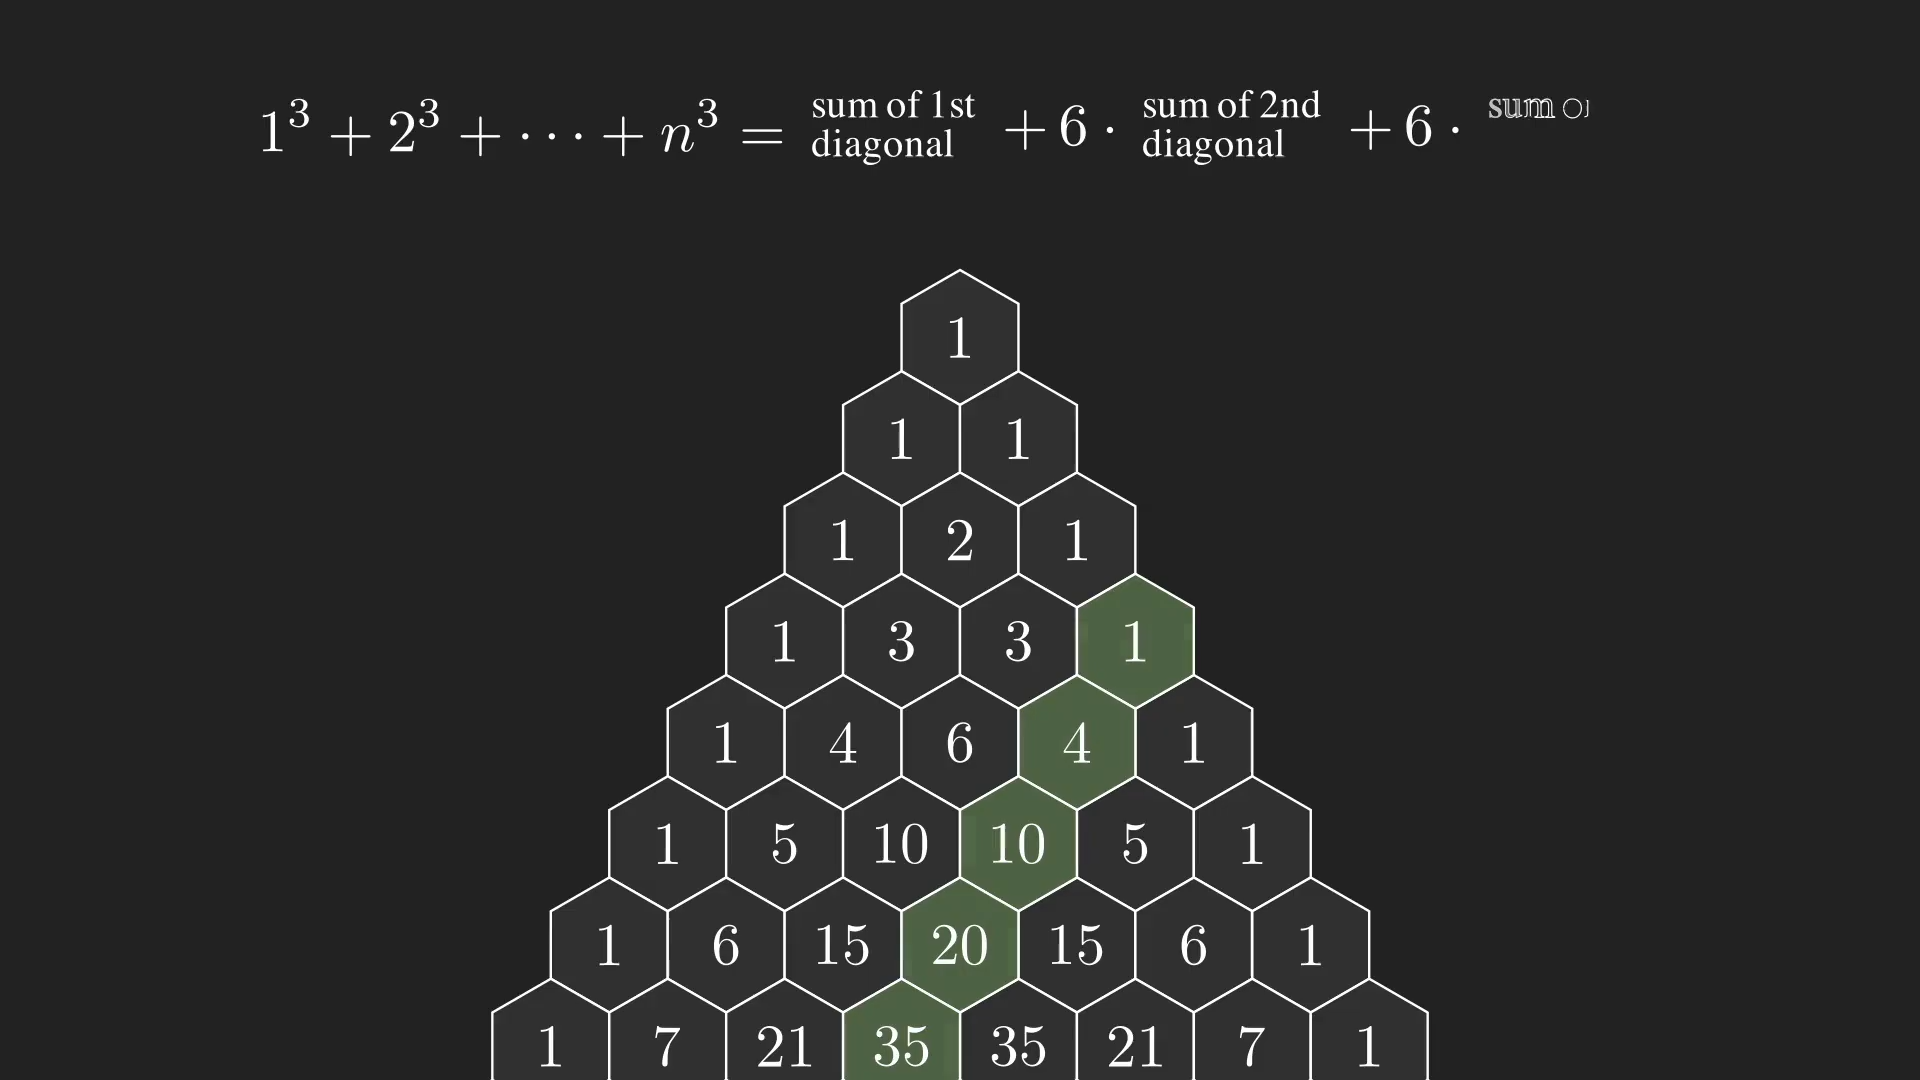 1³ + 2³ + ··· + n³ = sum of 1st diagonal + 6 · sum of 2nd diagonal + 6 · sum
1
1 1
1 2 1
1 3 3 1
1 4 6 4 1
1 5 10 10 5 1
1 6 15 20 15 6 1
1 7 21 35 35 21 7 1